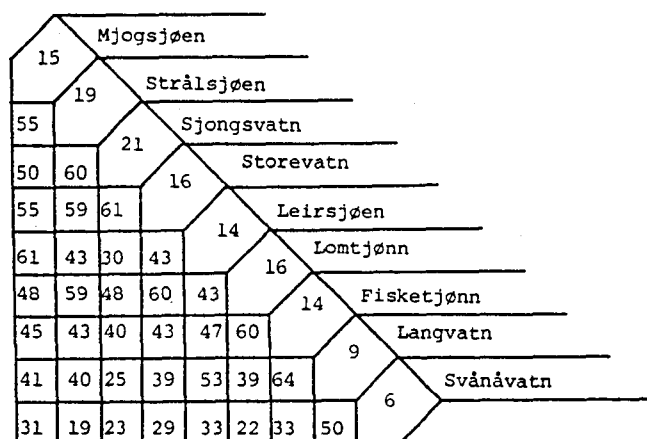 Mjogsjøen
15
Strålsjøen
19
55
Sjongsvatn
21
50 60
Storevatn
16
55 59 61
Leirsjøen
14
61 43 30 43
Lomtjønn
16
48 59 48 60 43
Fisketjønn
14
45 43 40 43 47 60
Langvatn
9
41 40 25 39 53 39 64
Svånåvatn
6
31 19 23 29 33 22 33 50